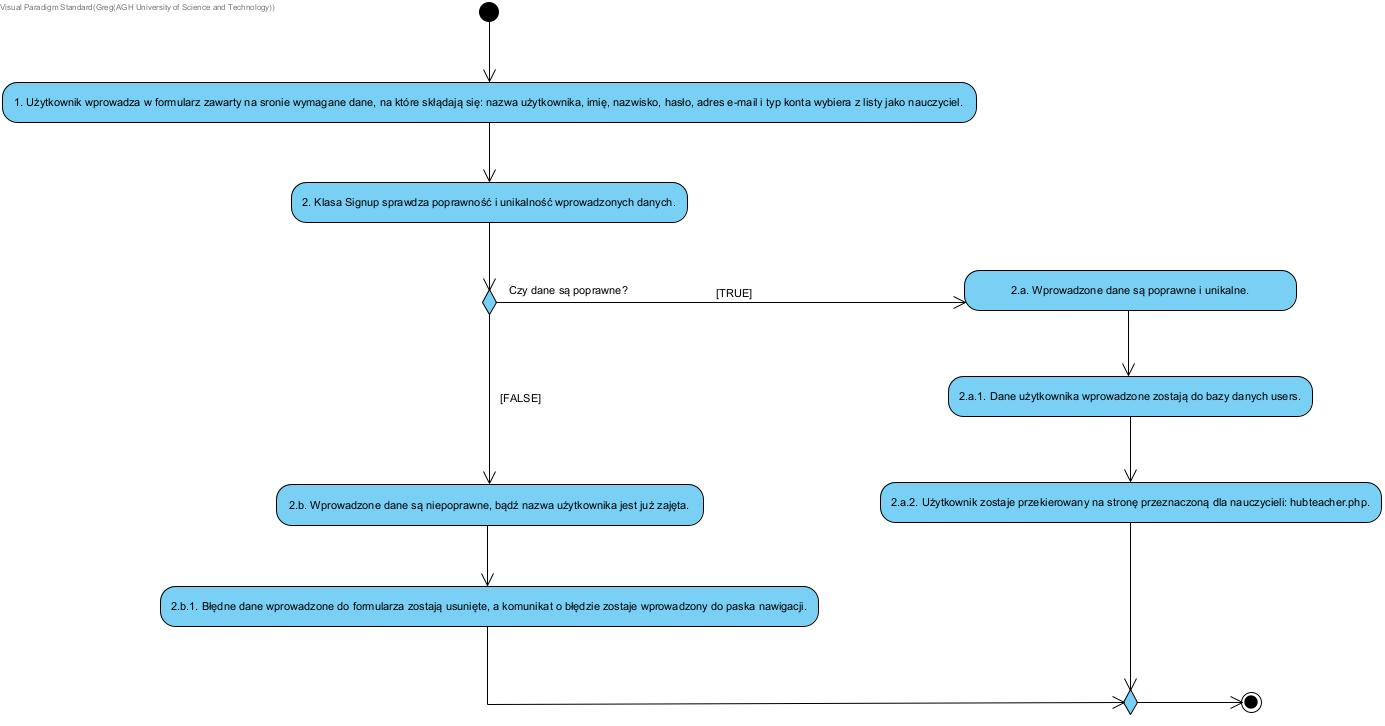 Visual Paradigm Standard(Greg(AGH University of Science and Technology))
1. Użytkownik wprowadza w formularz zawarty na sronie wymagane dane, na które skłądają się: nazwa użytkownika, imię, nazwisko, hasło, adres e-mail i typ konta wybiera z listy jako nauczyciel.
2. Klasa Signup sprawdza poprawność i unikalność wprowadzonych danych.
Czy dane są poprawne?
[TRUE]
2.a. Wprowadzone dane są poprawne i unikalne.
2.a.1. Dane użytkownika wprowadzone zostają do bazy danych users.
[FALSE]
2.b. Wprowadzone dane są niepoprawne, bądź nazwa użytkownika jest już zajęta.
2.a.2. Użytkownik zostaje przekierowany na stronę przeznaczoną dla nauczycieli: hubteacher.php.
2.b.1. Błędne dane wprowadzone do formularza zostają usunięte, a komunikat o błędzie zostaje wprowadzony do paska nawigacji.